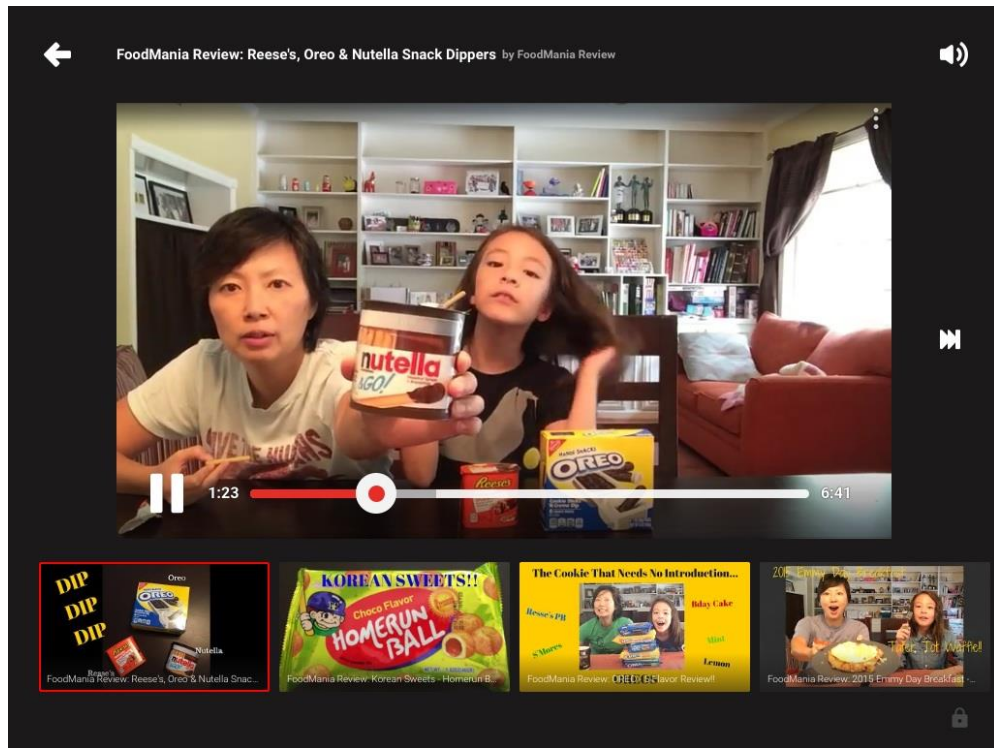 FoodMania Review: Reese's, Oreo & Nutella Snack Dippers by FoodMania Review
nutella
&GO!
Reese's
OREO
1:23
6:41
DIP
DIP
DIP
Oreo
OREO
Nutella
Reese's
FoodMania Review: Reese's, Oreo & Nutella Snac...
KOREAN SWEETS!!
Choco Flavor
HOMERUN
BALL
FoodMania Review: Korean Sweets - Homerun B...
The Cookie That Needs No Introduction...
Reese's PB
Bday Cake
S'Mores
Mint
Lemon
FoodMania Review:
Flavor Review!!
2015 Emmy Day Breakfast
Tater Tot Waffle!!
FoodMania Review: 2015 Emmy Day Breakfast -...